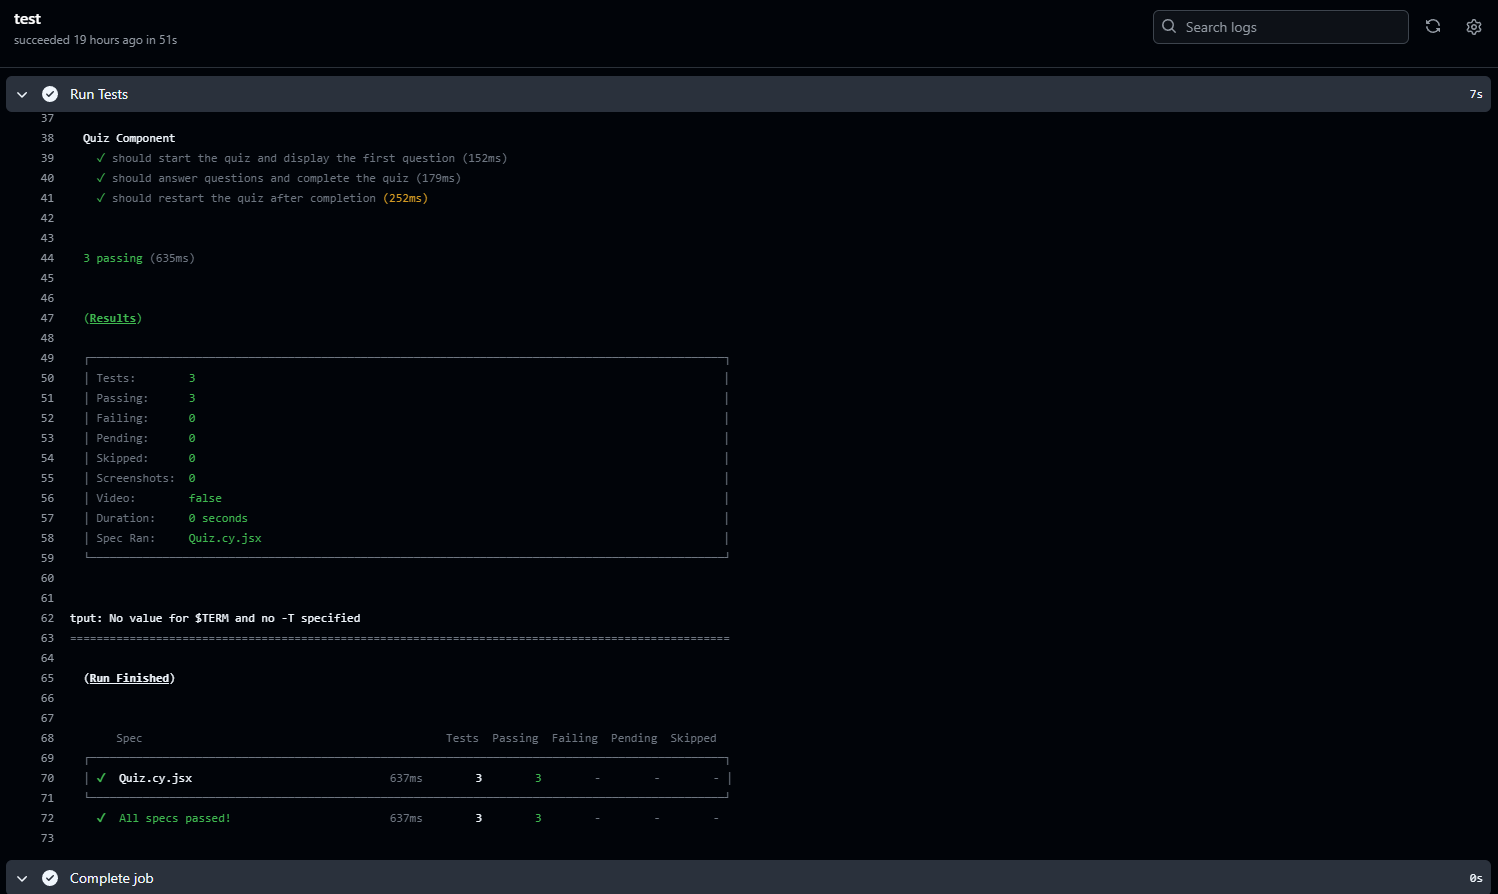 test
succeeded 19 hours ago in 51s
Search logs
Run Tests 7s
37
38 Quiz Component
39 ✓ should start the quiz and display the first question (152ms)
40 ✓ should answer questions and complete the quiz (179ms)
41 ✓ should restart the quiz after completion (252ms)
42
43
44 3 passing (635ms)
45
46
47 (Results)
48
49
50 Tests: 3
51 Passing: 3
52 Failing: 0
53 Pending: 0
54 Skipped: 0
55 Screenshots: 0
56 Video: false
57 Duration: 0 seconds
58 Spec Ran: Quiz.cy.jsx
59
60
61
62 tput: No value for $TERM and no -T specified
63 ====================================================================================================
64
65 (Run Finished)
66
67
68 Spec Tests Passing Failing Pending Skipped
69
70 ✓ Quiz.cy.jsx 637ms 3 3 - - -
71
72 ✓ All specs passed! 637ms 3 3 - - -
73
Complete job 0s